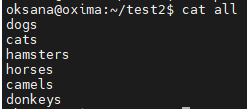 oksana@oxima:~/test2$ cat all
dogs
cats
hamsters
horses
camels
donkeys